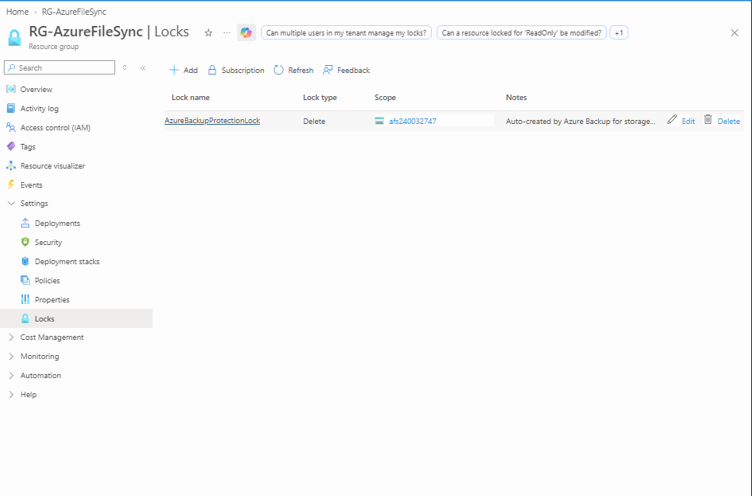 Home › RG-AzureFileSync
RG-AzureFileSync | Locks
Resource group
Can multiple users in my tenant manage my locks?
Can a resource locked for 'ReadOnly' be modified?
+1
Search
Add
Subscription
Refresh
Feedback
Overview
Activity log
Access control (IAM)
Tags
Resource visualizer
Events
Settings
Deployments
Security
Deployment stacks
Policies
Properties
Locks
Cost Management
Monitoring
Automation
Help
Lock name Lock type Scope Notes
AzureBackupProtectionLock Delete afs240032747 Auto-created by Azure Backup for storage... Edit Delete